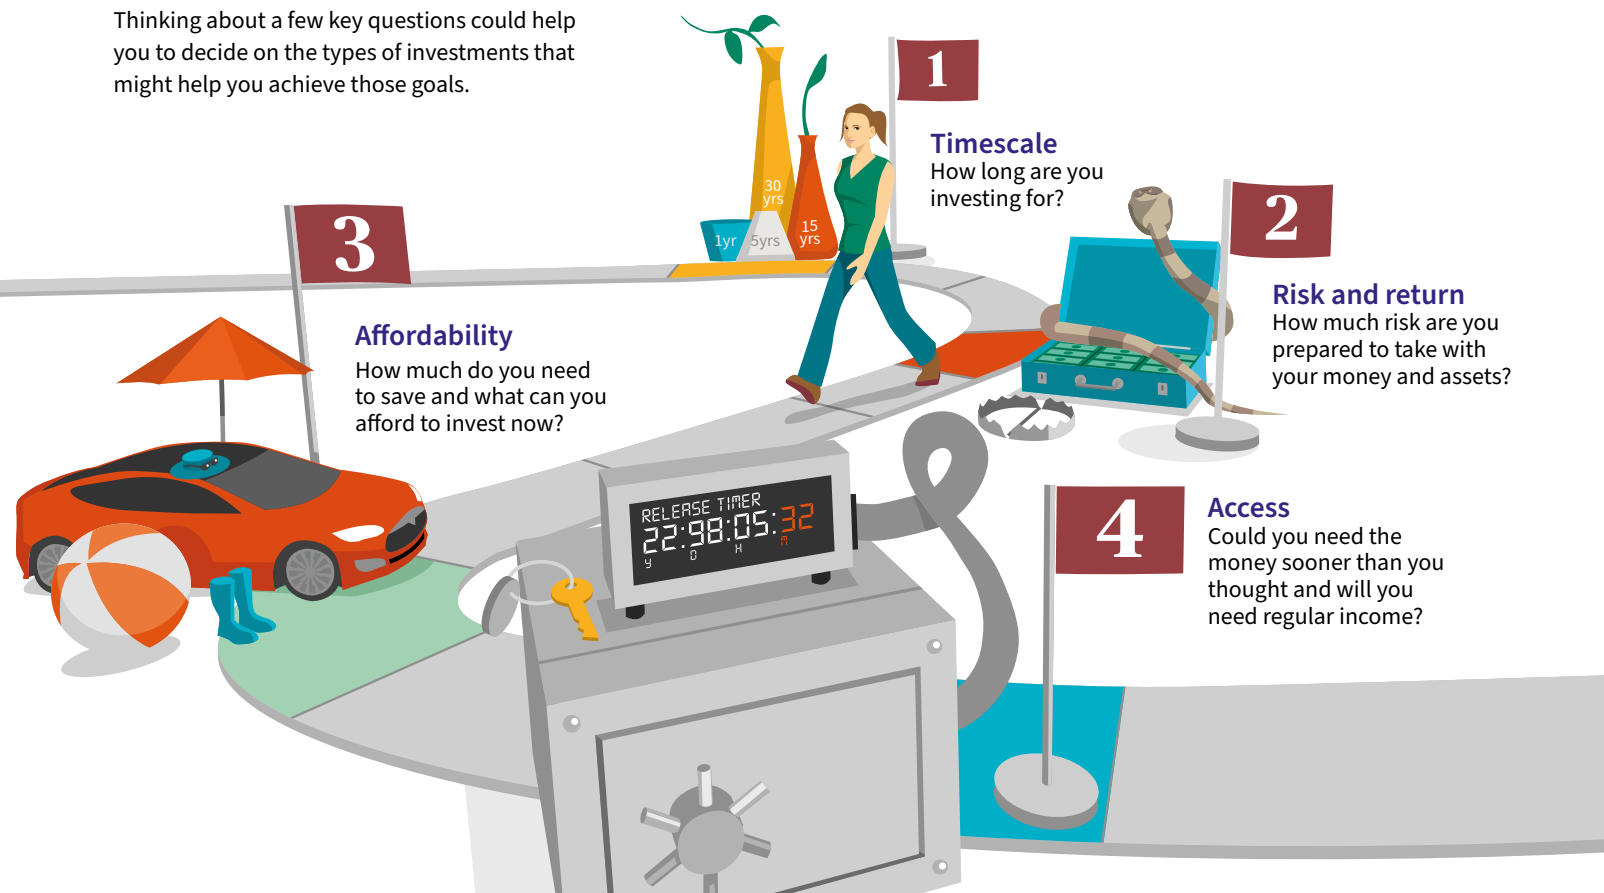 Thinking about a few key questions could help
you to decide on the types of investments that
might help you achieve those goals.
1
Timescale
How long are you
investing for?
30
yrs
15
yrs
1yr
5yrs
2
Risk and return
How much risk are you
prepared to take with
your money and assets?
3
Affordability
How much do you need
to save and what can you
afford to invest now?
RELEASE TIMER
22:98:05:32
Y D H M
4
Access
Could you need the
money sooner than you
thought and will you
need regular income?